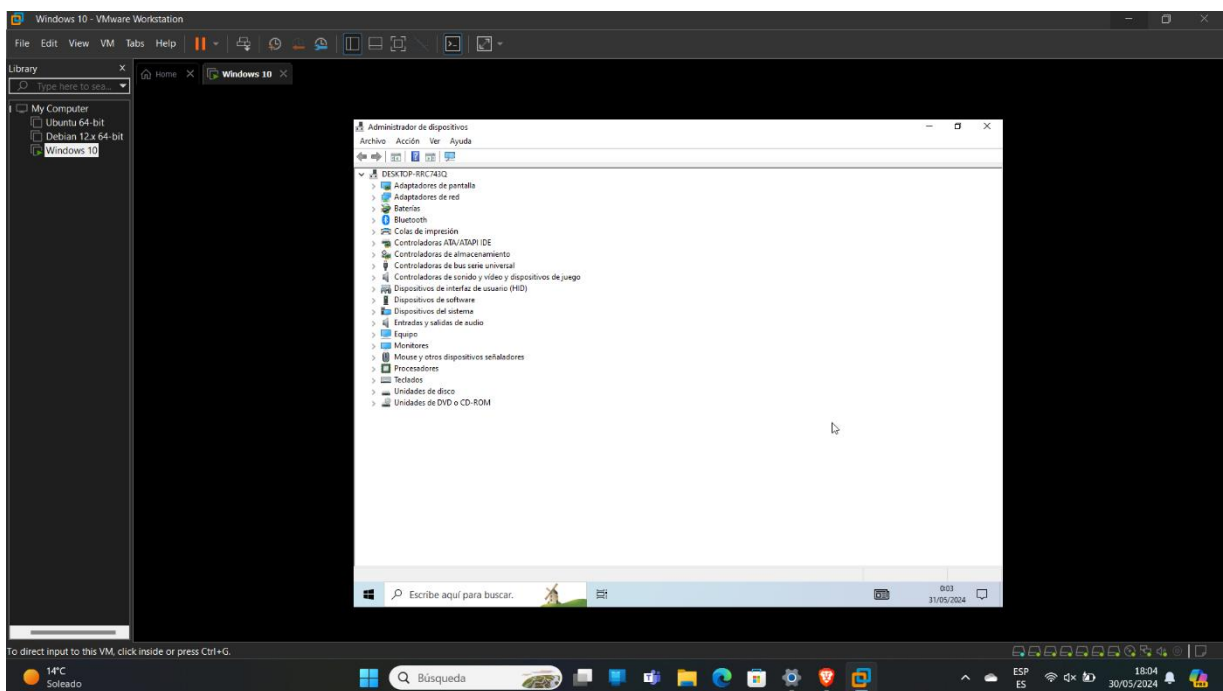 Windows 10 - VMware Workstation
File Edit View VM Tabs Help
Library X
Home X Windows 10 X
Type here to sea...
My Computer
Ubuntu 64-bit
Debian 12.x 64-bit
Windows 10
Administrador de dispositivos
Archivo Acción Ver Ayuda
DESKTOP-RRC743Q
Adaptadores de pantalla
Adaptadores de red
Baterías
Bluetooth
Colas de impresión
Controladoras ATA/ATAPI IDE
Controladoras de almacenamiento
Controladoras de bus serie universal
Controladoras de sonido y vídeo y dispositivos de juego
Dispositivos de interfaz de usuario (HID)
Dispositivos de software
Dispositivos del sistema
Entradas y salidas de audio
Equipo
Monitores
Mouse y otros dispositivos señaladores
Procesadores
Teclados
Unidades de disco
Unidades de DVD o CD-ROM
Escribe aquí para buscar.
0:03
31/05/2024
To direct input to this VM, click inside or press Ctrl+G.
14°C
Soleado
Búsqueda
ESP
ES
18:04
30/05/2024